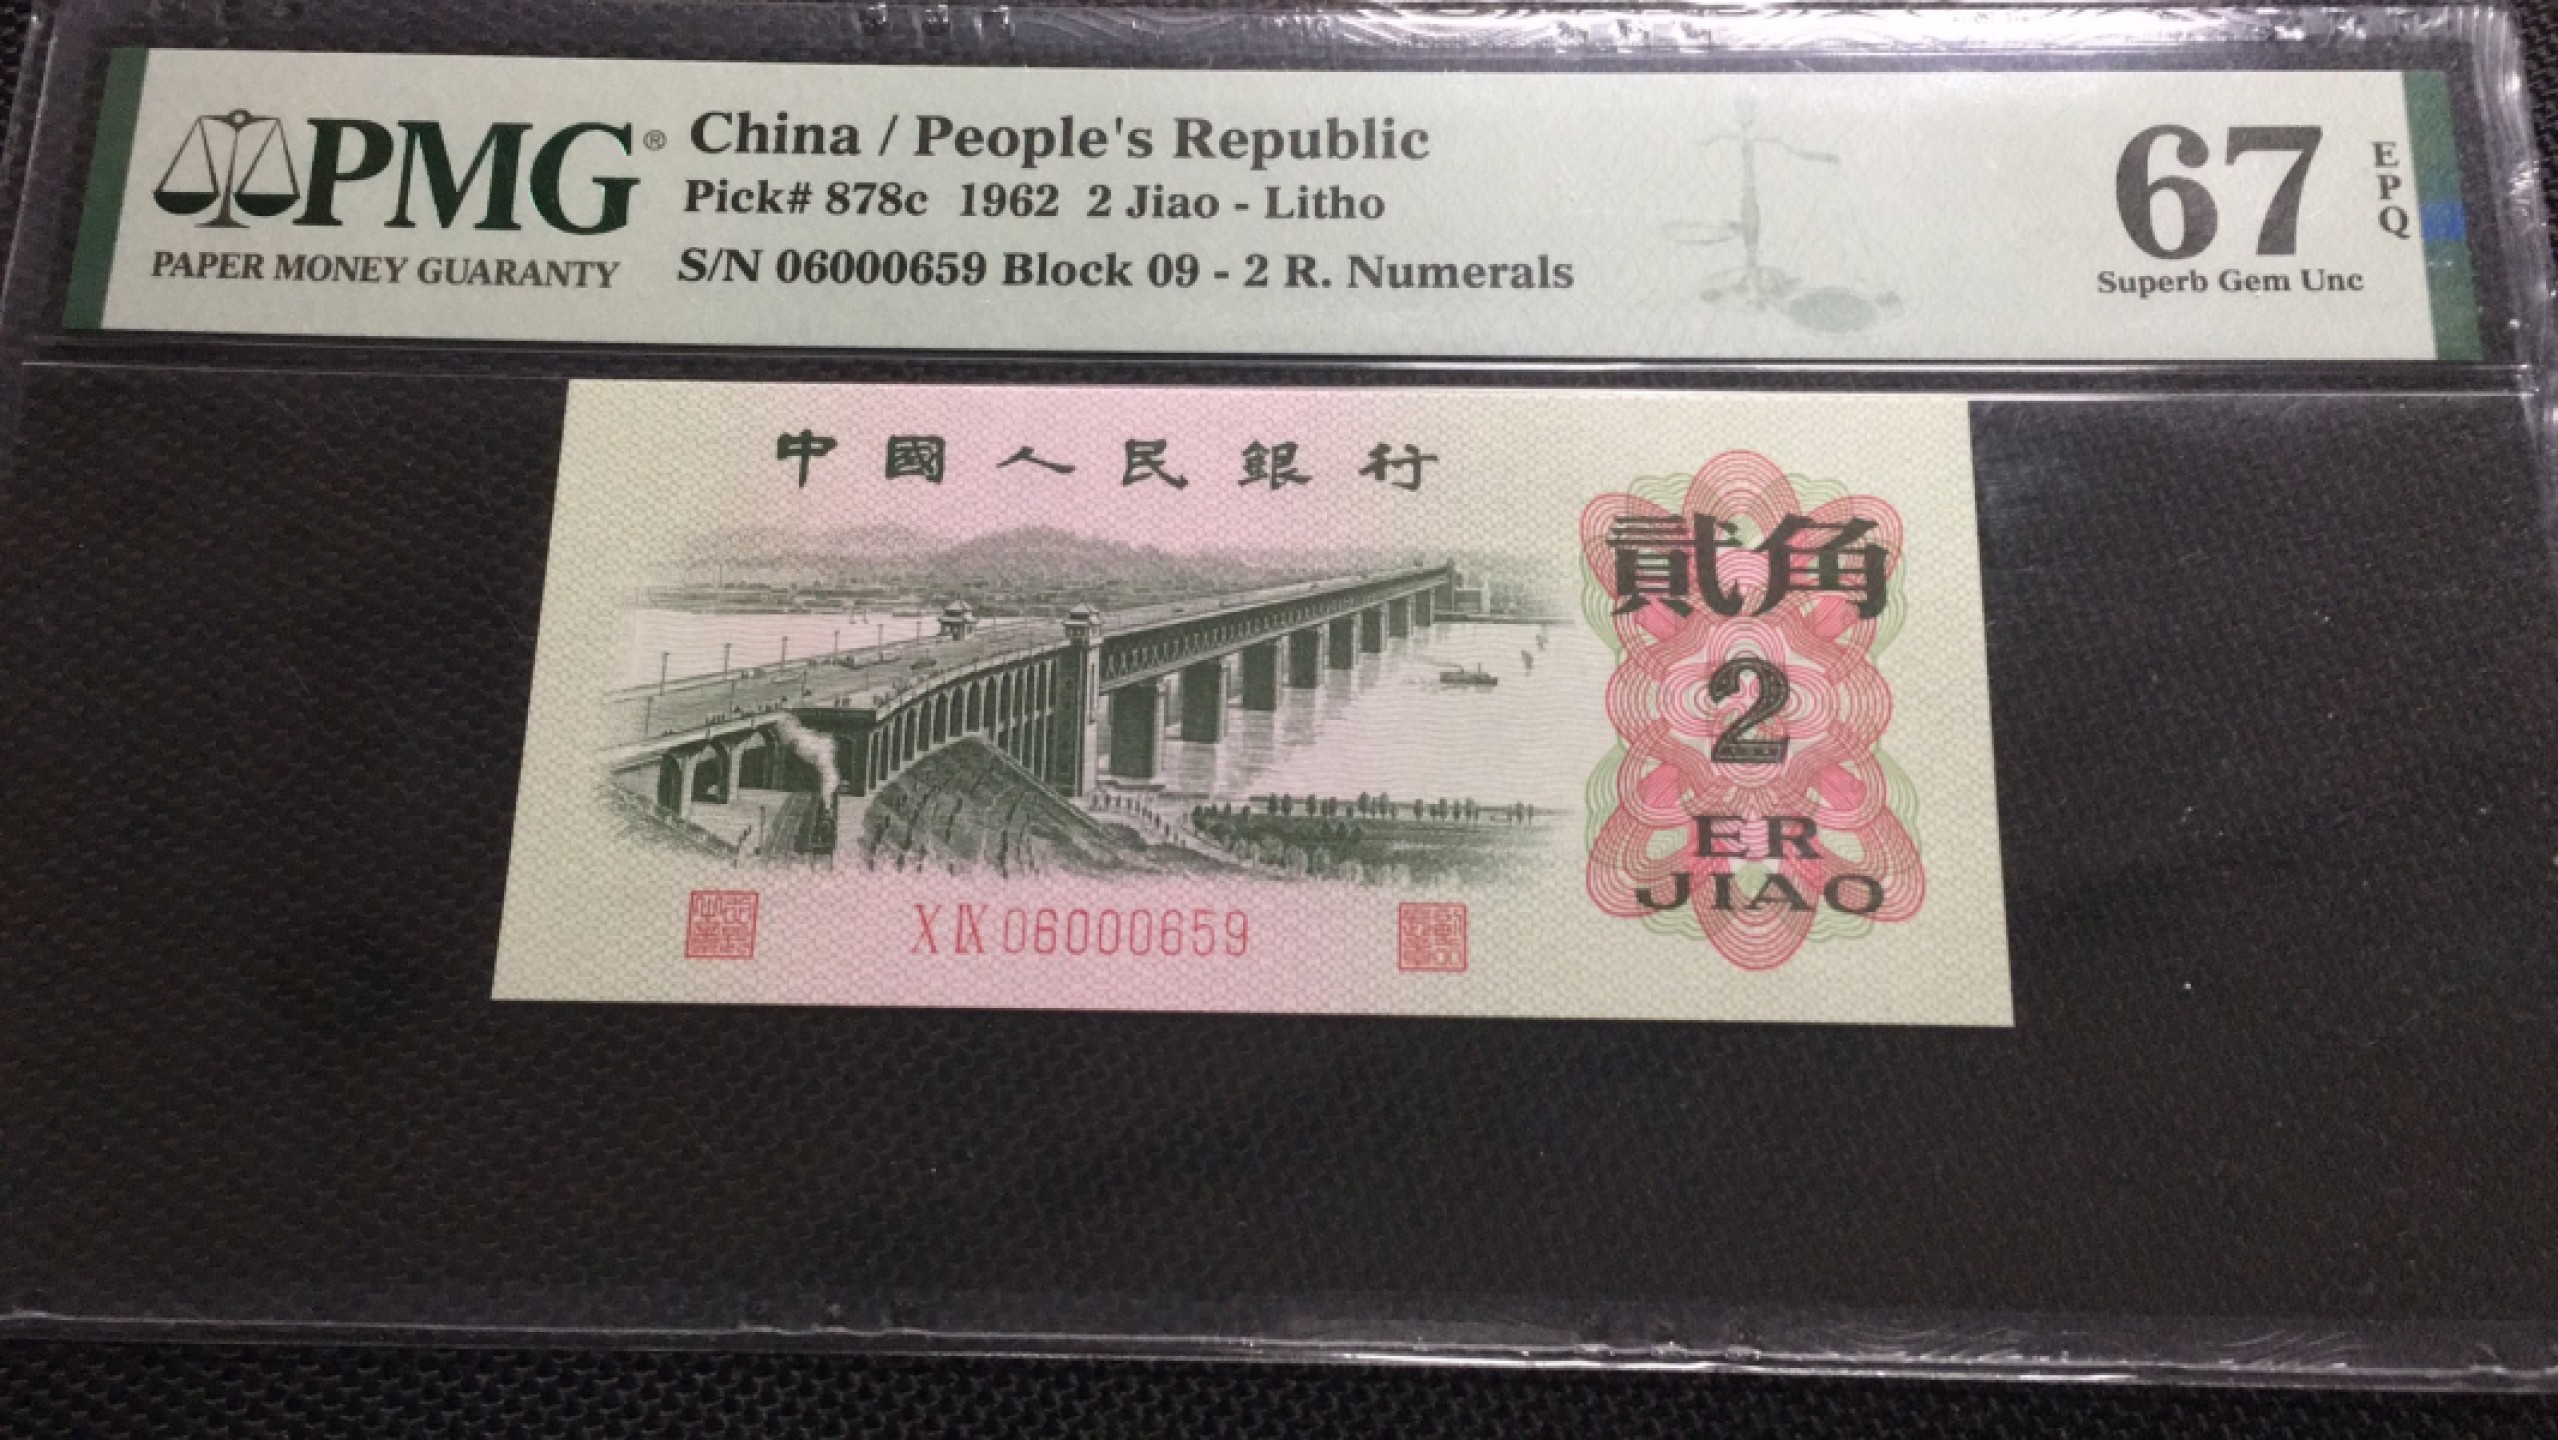 PMG®
PAPER MONEY GUARANTY
China / People's Republic
Pick# 878c 1962 2 Jiao - Litho
S/N 06000659 Block 09 - 2 R. Numerals
67
EPQ
Superb Gem Unc
中國人民銀行
貳角
2
ER
JIAO
X IX 06000659